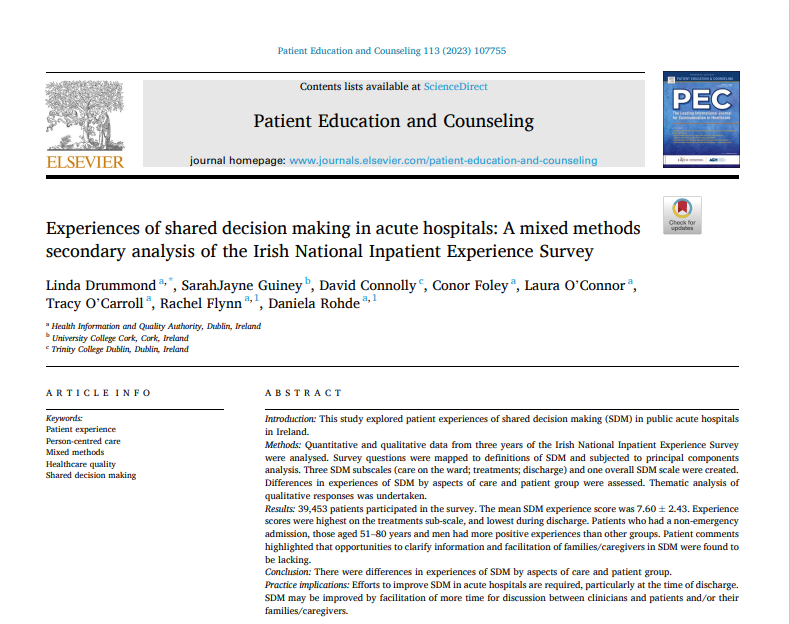 Patient Education and Counseling 113 (2023) 107755
Contents lists available at ScienceDirect
Patient Education and Counseling
journal homepage: www.journals.elsevier.com/patient-education-and-counseling
ELSEVIER
PEC
Check for
updates
Experiences of shared decision making in acute hospitals: A mixed methods
secondary analysis of the Irish National Inpatient Experience Survey
Linda Drummond a,*, SarahJayne Guiney b, David Connolly c, Conor Foley a, Laura O'Connor a,
Tracy O'Carroll a, Rachel Flynn a,1, Daniela Rohde a,1
a Health Information and Quality Authority, Dublin, Ireland
b University College Cork, Cork, Ireland
c Trinity College Dublin, Dublin, Ireland
ARTICLE INFO
Keywords:
Patient experience
Person-centred care
Mixed methods
Healthcare quality
Shared decision making
ABSTRACT
Introduction: This study explored patient experiences of shared decision making (SDM) in public acute hospitals
in Ireland.
Methods: Quantitative and qualitative data from three years of the Irish National Inpatient Experience Survey
were analysed. Survey questions were mapped to definitions of SDM and subjected to principal components
analysis. Three SDM subscales (care on the ward; treatments; discharge) and one overall SDM scale were created.
Differences in experiences of SDM by aspects of care and patient group were assessed. Thematic analysis of
qualitative responses was undertaken.
Results: 39,453 patients participated in the survey. The mean SDM experience score was 7.60 ± 2.43. Experience
scores were highest on the treatments sub-scale, and lowest during discharge. Patients who had a non-emergency
admission, those aged 51–80 years and men had more positive experiences than other groups. Patient comments
highlighted that opportunities to clarify information and facilitation of families/caregivers in SDM were found to
be lacking.
Conclusion: There were differences in experiences of SDM by aspects of care and patient group.
Practice implications: Efforts to improve SDM in acute hospitals are required, particularly at the time of discharge.
SDM may be improved by facilitation of more time for discussion between clinicians and patients and/or their
families/caregivers.